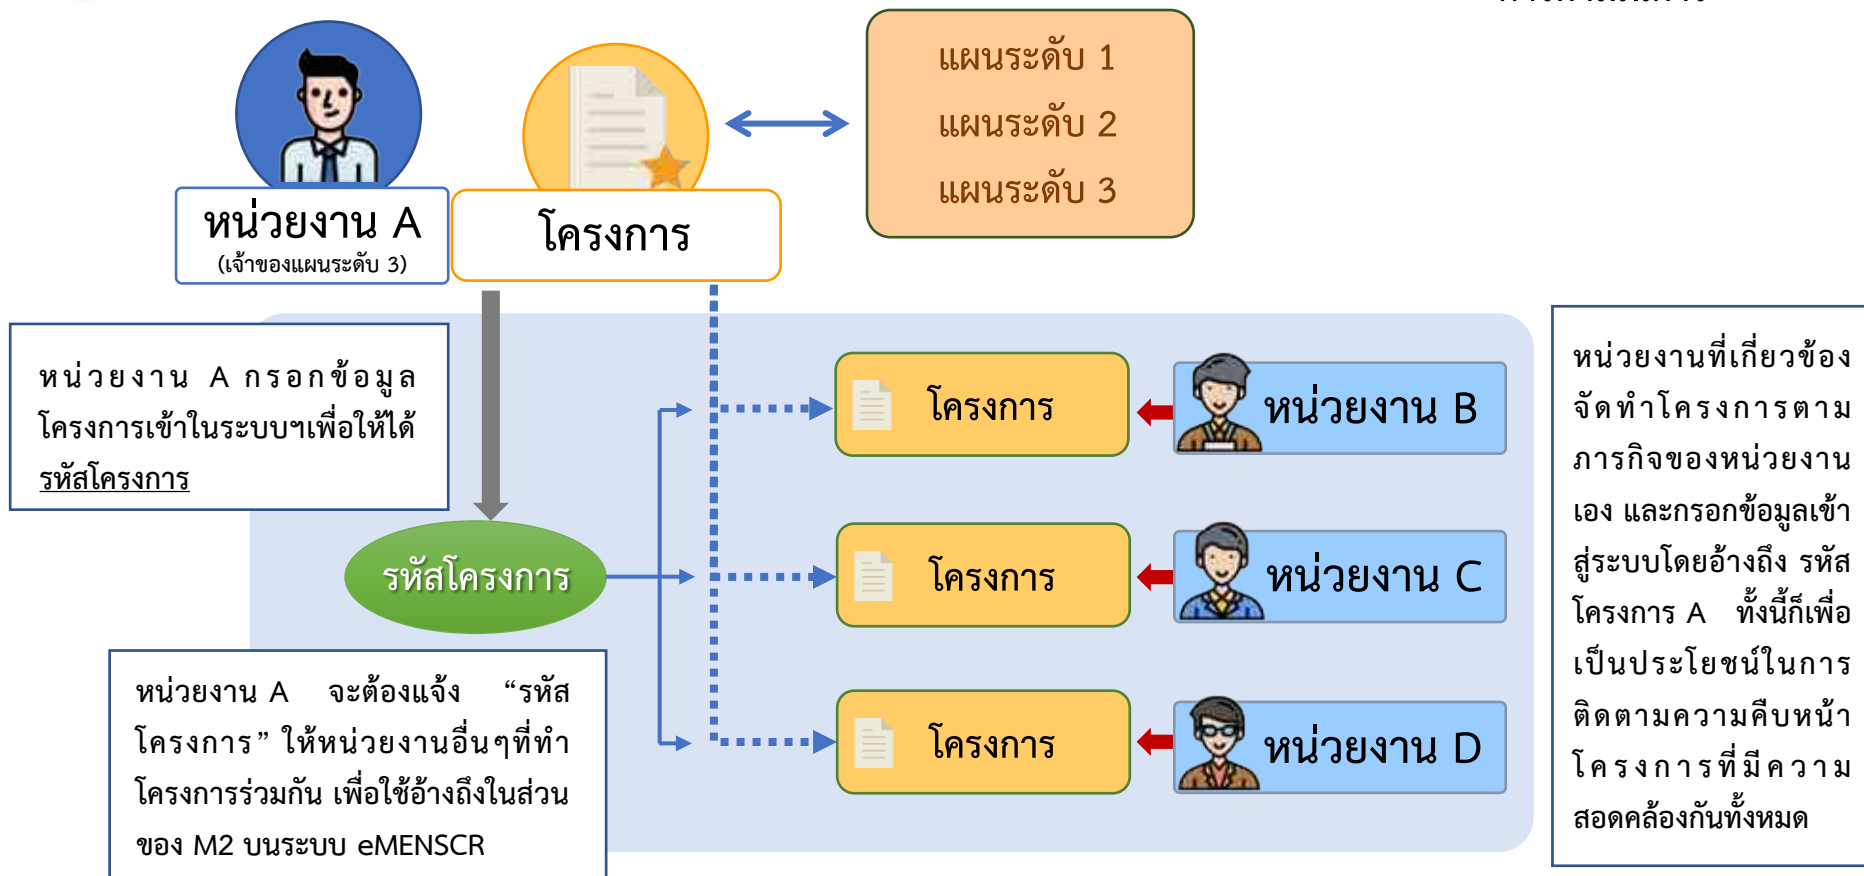 แผนระดับ 1
แผนระดับ 2
แผนระดับ 3
หน่วยงาน A
(เจ้าของแผนระดับ 3)
โครงการ
หน่วยงาน A กรอกข้อมูล
โครงการเข้าในระบบฯเพื่อให้ได้
รหัสโครงการ
รหัสโครงการ
หน่วยงาน A จะต้องแจ้ง “รหัส
โครงการ” ให้หน่วยงานอื่นๆที่ทำ
โครงการร่วมกัน เพื่อใช้อ้างถึงในส่วน
ของ M2 บนระบบ eMENSCR
โครงการ
หน่วยงาน B
โครงการ
หน่วยงาน C
โครงการ
หน่วยงาน D
หน่วยงานที่เกี่ยวข้อง
จัดทำโครงการตาม
ภารกิจของหน่วยงาน
เอง และกรอกข้อมูลเข้า
สู่ระบบโดยอ้างถึง รหัส
โครงการ A ทั้งนี้ก็เพื่อ
เป็นประโยชน์ในการ
ติดตามความคืบหน้า
โครงการที่มีความ
สอดคล้องกันทั้งหมด